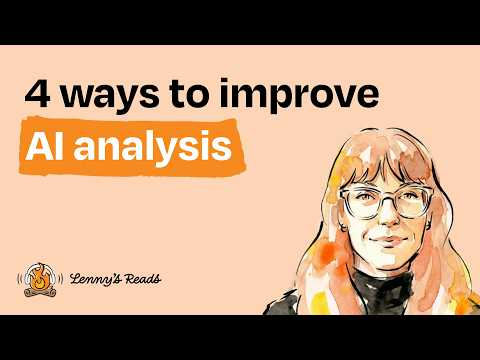 4 ways to improve
AI analysis
Lenny's Reads